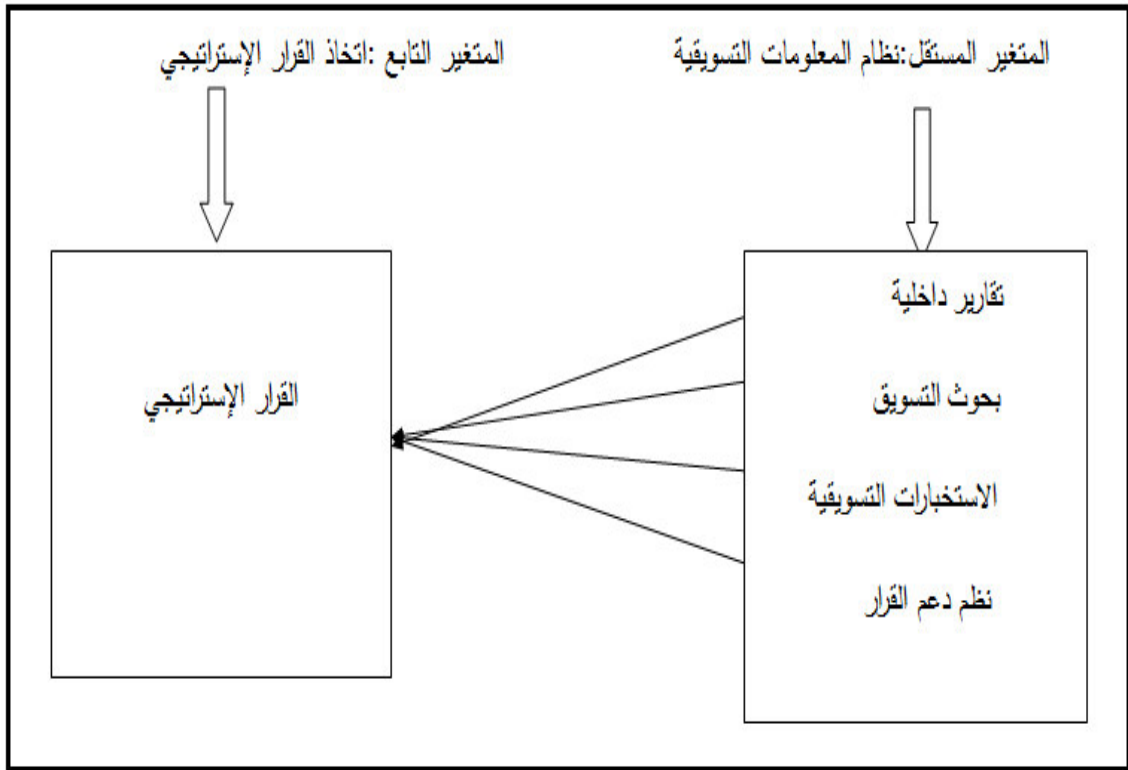 المتغير المستقل:نظام المعلومات التسويقية
المتغير التابع :اتخاذ القرار الإستراتيجي
تقارير داخلية
بحوث التسويق
الاستخبارات التسويقية
نظم دعم القرار
القرار الإستراتيجي